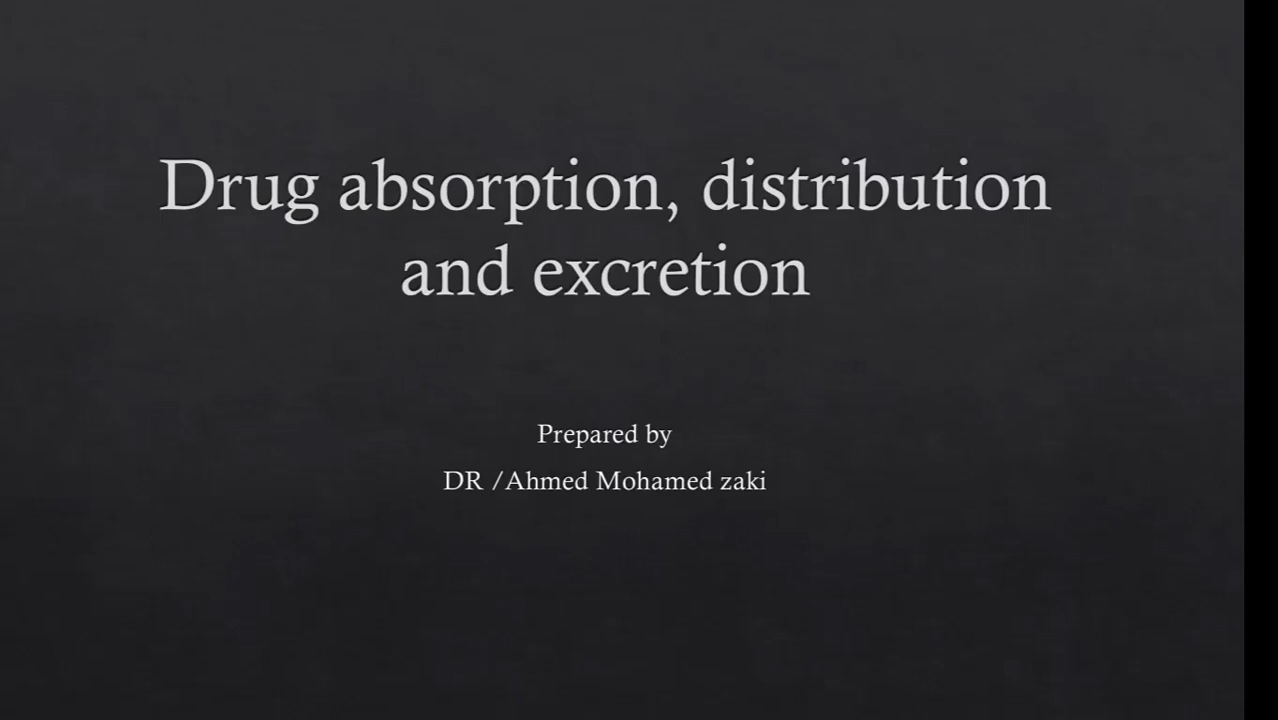 Drug absorption, distribution
and excretion
Prepared by
DR /Ahmed Mohamed zaki